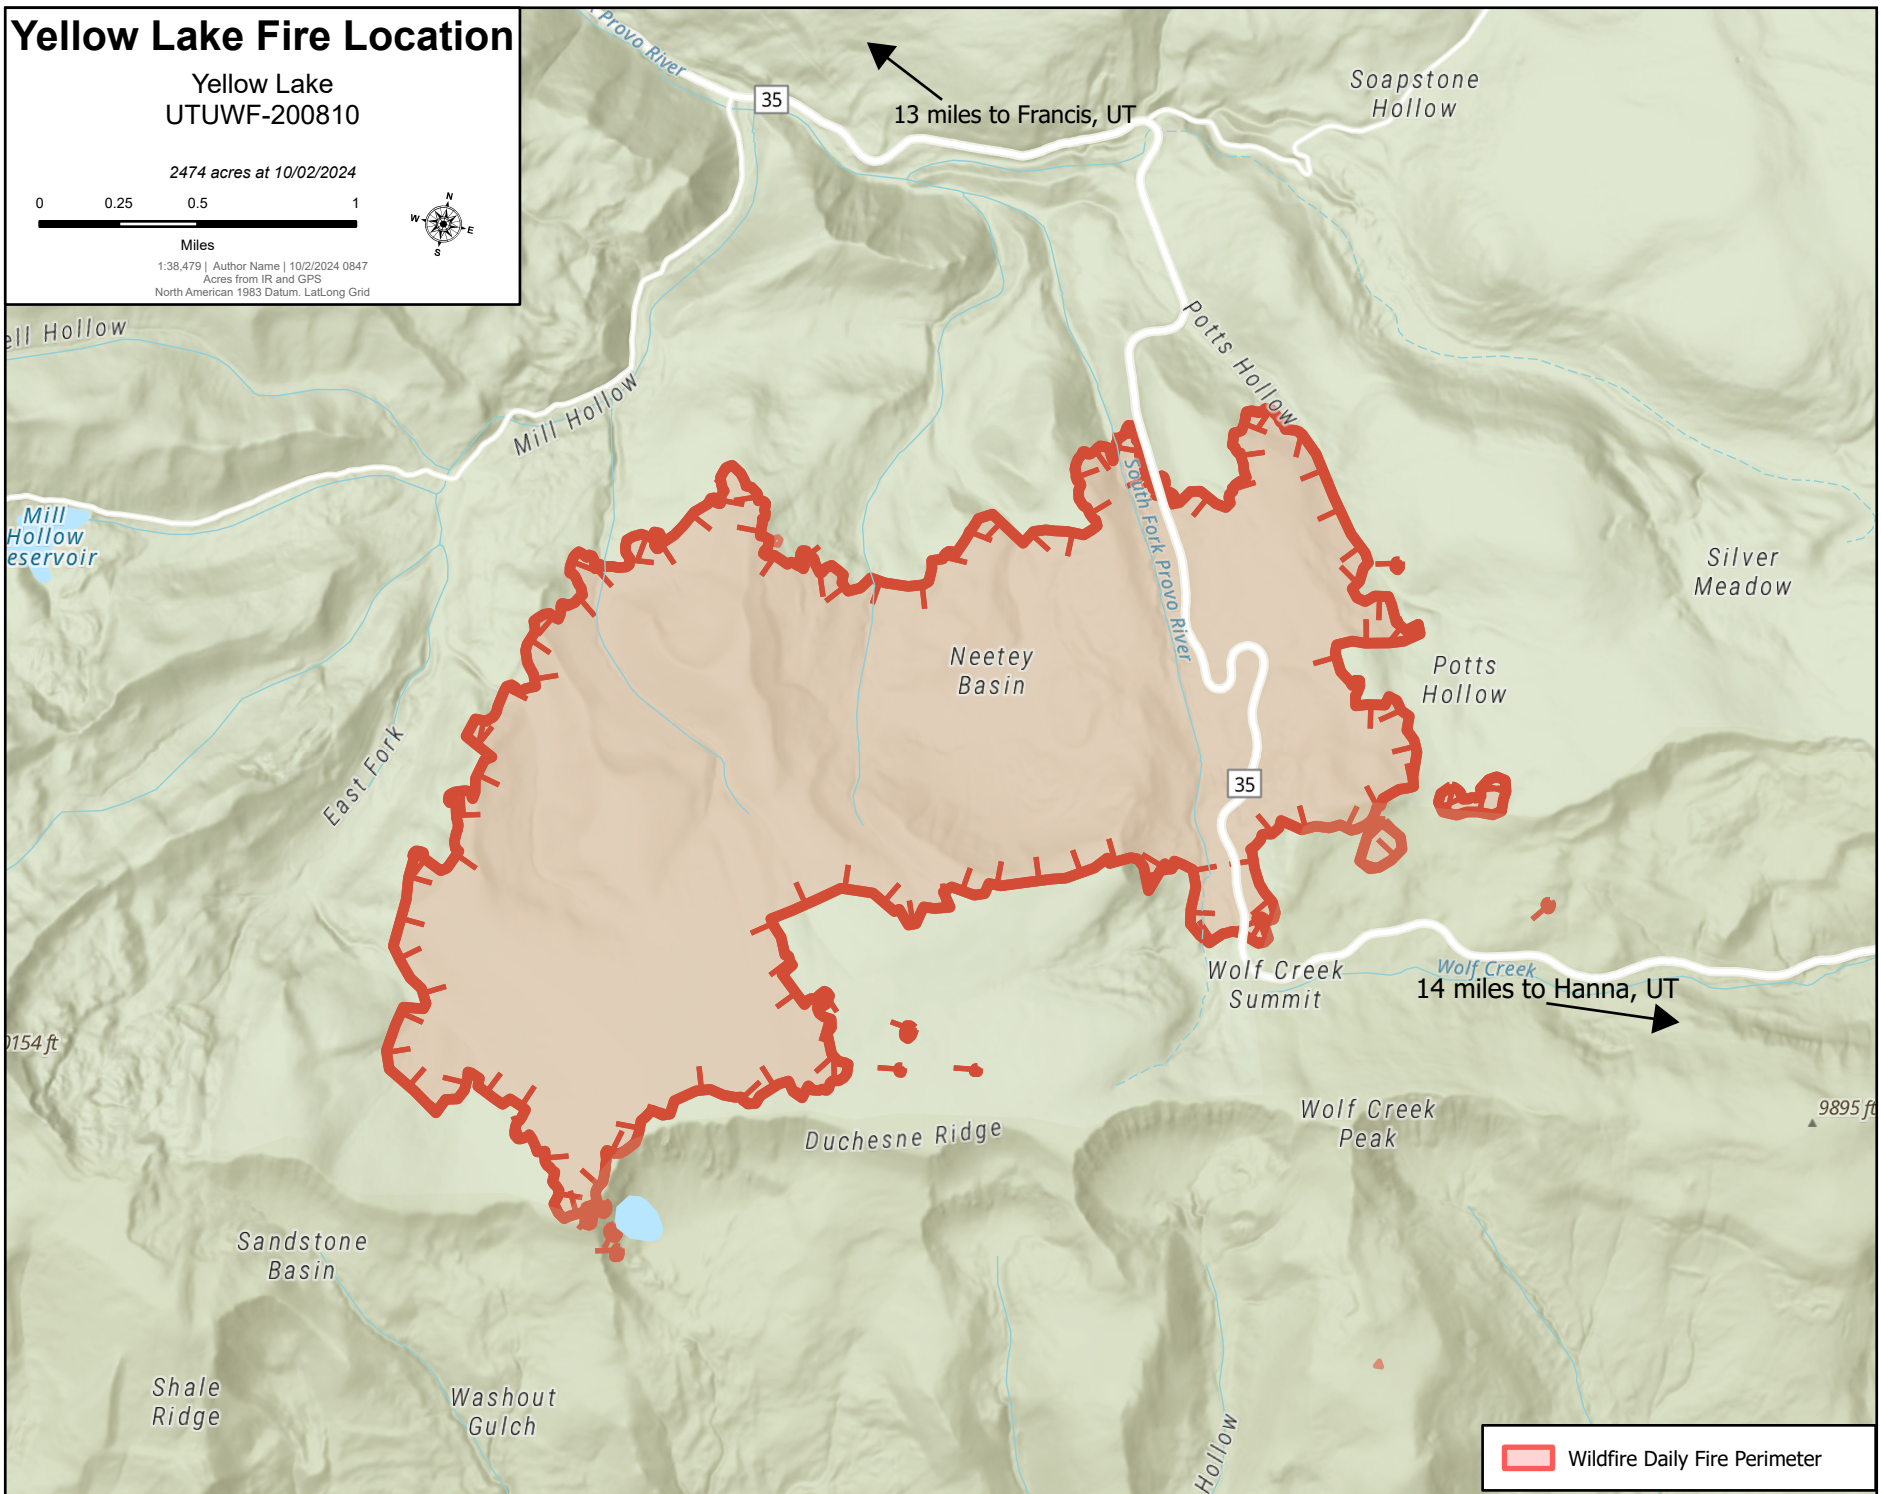 Yellow Lake Fire Location
Yellow Lake
UTUWF-200810
2474 acres at 10/02/2024
0 0.25 0.5 1
Miles
N
W
E
S
1:38,479 | Author Name | 10/2/2024 0847
Acres from IR and GPS
North American 1983 Datum. LatLong Grid
Provo River
35
13 miles to Francis, UT
Soapstone
Hollow
ell Hollow
Mill Hollow
Potts Hollow
Mill
Hollow
eservoir
South Fork Provo River
Silver
Meadow
Neetey
Basin
Potts
Hollow
East Fork
35
Wolf Creek
Summit
Wolf Creek
14 miles to Hanna, UT
0154 ft
Duchesne Ridge
Wolf Creek
Peak
9895 ft
Sandstone
Basin
Shale
Ridge
Washout
Gulch
Hollow
Wildfire Daily Fire Perimeter